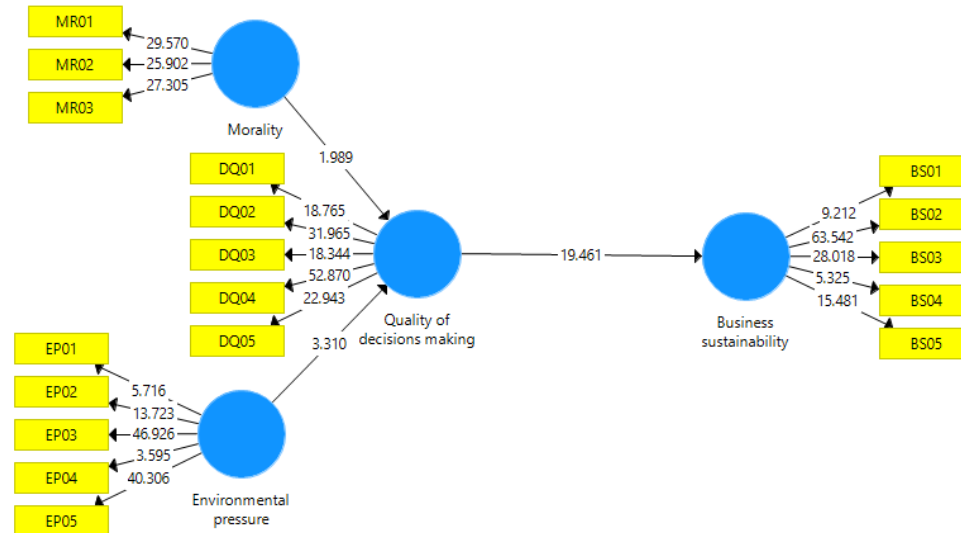 MR01
MR02
MR03
29.570
25.902
27.305
Morality
1.989
DQ01
DQ02
DQ03
DQ04
DQ05
18.765
31.965
18.344
52.870
22.943
Quality of
decisions making
19.461
3.310
EP01
EP02
EP03
EP04
EP05
5.716
13.723
46.926
3.595
40.306
Environmental
pressure
Business
sustainability
9.212
63.542
28.018
5.325
15.481
BS01
BS02
BS03
BS04
BS05